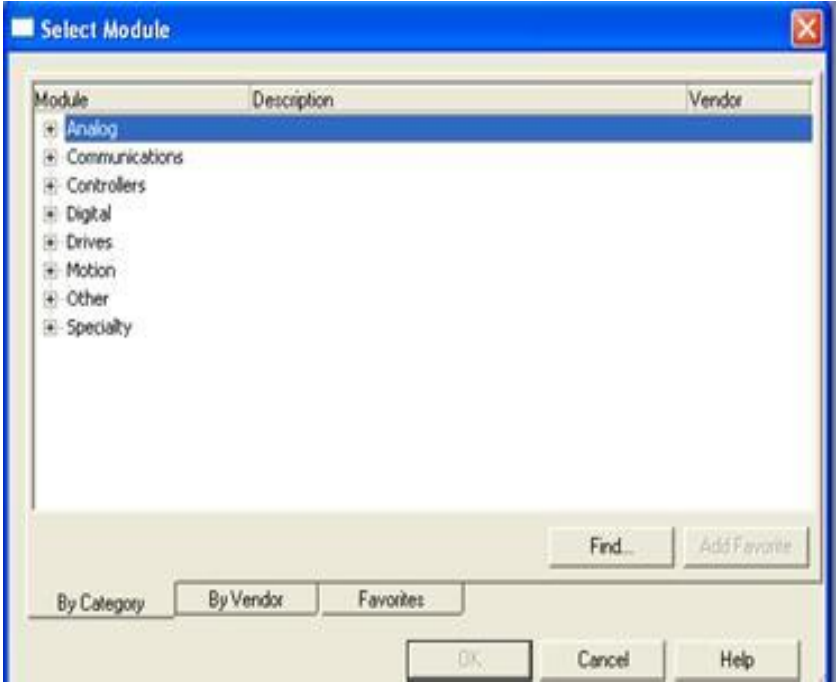 Select Module
Module Description Vendor
Analog
Communications
Controllers
Digital
Drives
Motion
Other
Specialty
Find... Add Favorite
By Category By Vendor Favorites
OK Cancel Help